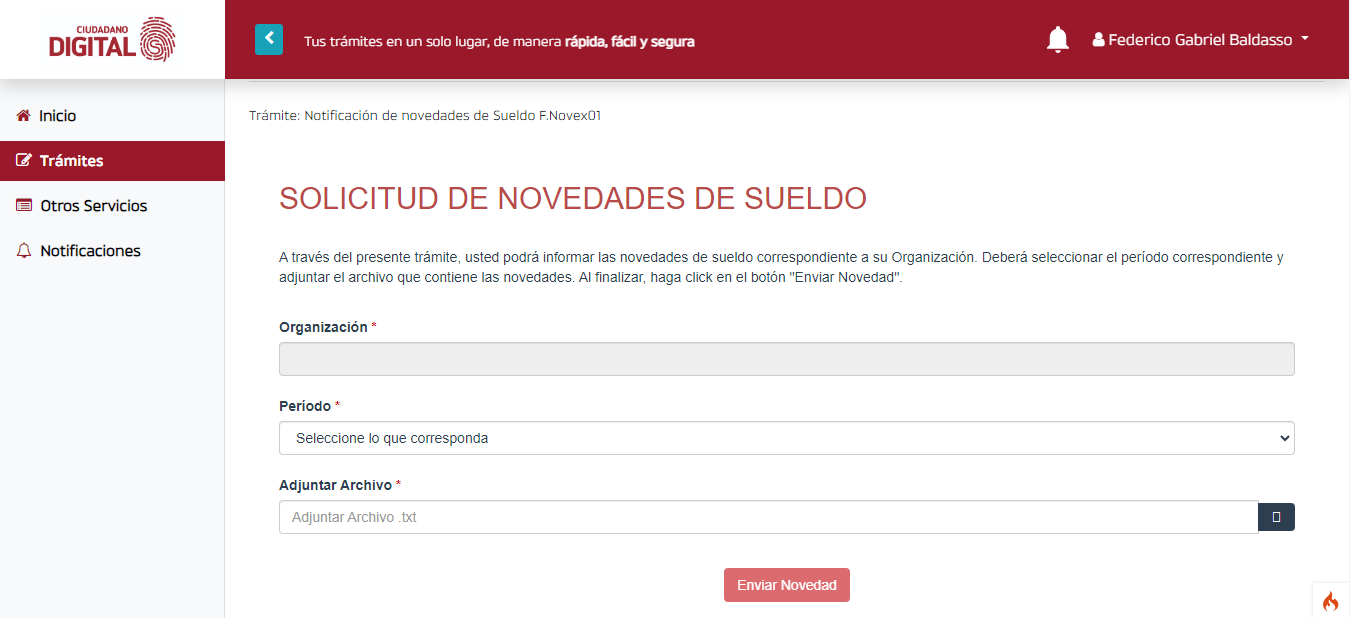 CIUDADANO
DIGITAL
Tus trámites en un solo lugar, de manera rápida, fácil y segura
Federico Gabriel Baldasso
Inicio
Trámites
Otros Servicios
Notificaciones
Trámite: Notificación de novedades de Sueldo F.Novex01
SOLICITUD DE NOVEDADES DE SUELDO
A través del presente trámite, usted podrá informar las novedades de sueldo correspondiente a su Organización. Deberá seleccionar el período correspondiente y
adjuntar el archivo que contiene las novedades. Al finalizar, haga click en el botón "Enviar Novedad".
Organización *
Período *
Seleccione lo que corresponda
Adjuntar Archivo *
Adjuntar Archivo .txt
Enviar Novedad